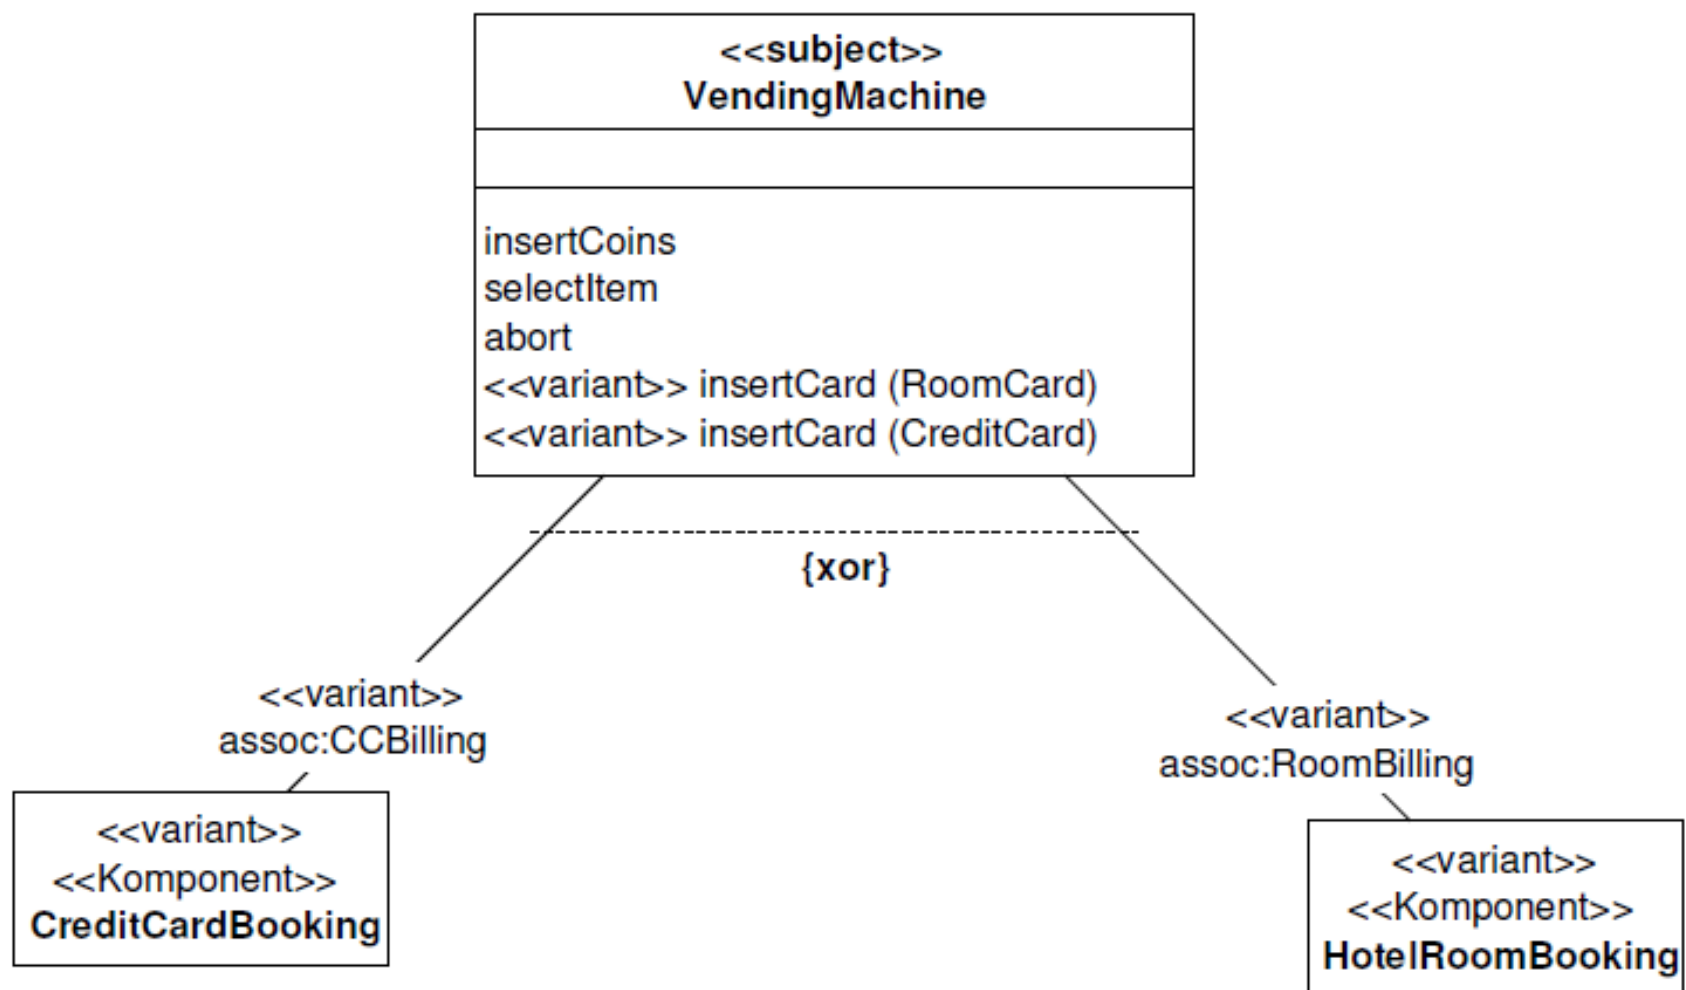 <<subject>>
VendingMachine
insertCoins
selectItem
abort
<<variant>> insertCard (RoomCard)
<<variant>> insertCard (CreditCard)
{xor}
<<variant>>
assoc:CCBilling
<<variant>>
assoc:RoomBilling
<<variant>>
<<Komponent>>
CreditCardBooking
<<variant>>
<<Komponent>>
HotelRoomBooking